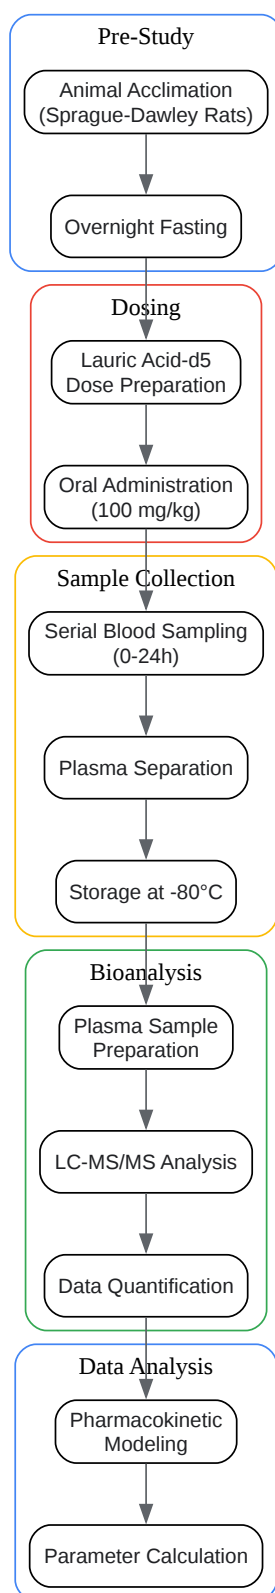 Pre-Study
Animal Acclimation
(Sprague-Dawley Rats)
Overnight Fasting
Dosing
Lauric Acid-d5
Dose Preparation
Oral Administration
(100 mg/kg)
Sample Collection
Serial Blood Sampling
(0-24h)
Plasma Separation
Storage at -80°C
Bioanalysis
Plasma Sample
Preparation
LC-MS/MS Analysis
Data Quantification
Data Analysis
Pharmacokinetic
Modeling
Parameter Calculation